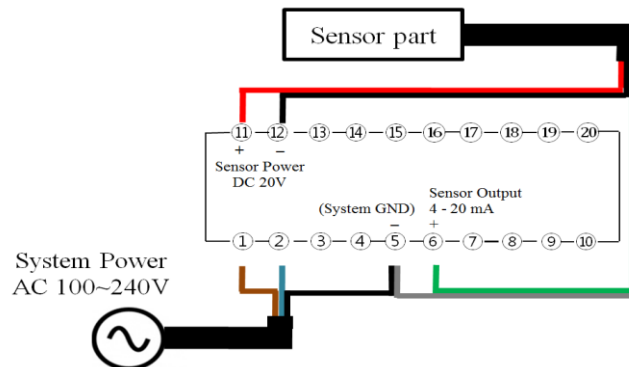 Sensor part
11 12 13 14 15 16 17 18 19 20
+ −
Sensor Power
DC 20V
Sensor Output
(System GND) 4 - 20 mA
− +
1 2 3 4 5 6 7 8 9 10
System Power
AC 100~240V